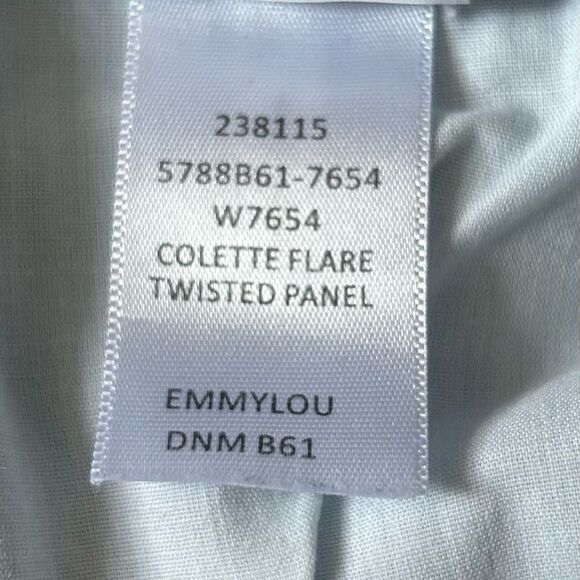 238115
5788B61-7654
W7654
COLETTE FLARE
TWISTED PANEL
EMMYLOU
DNM B61